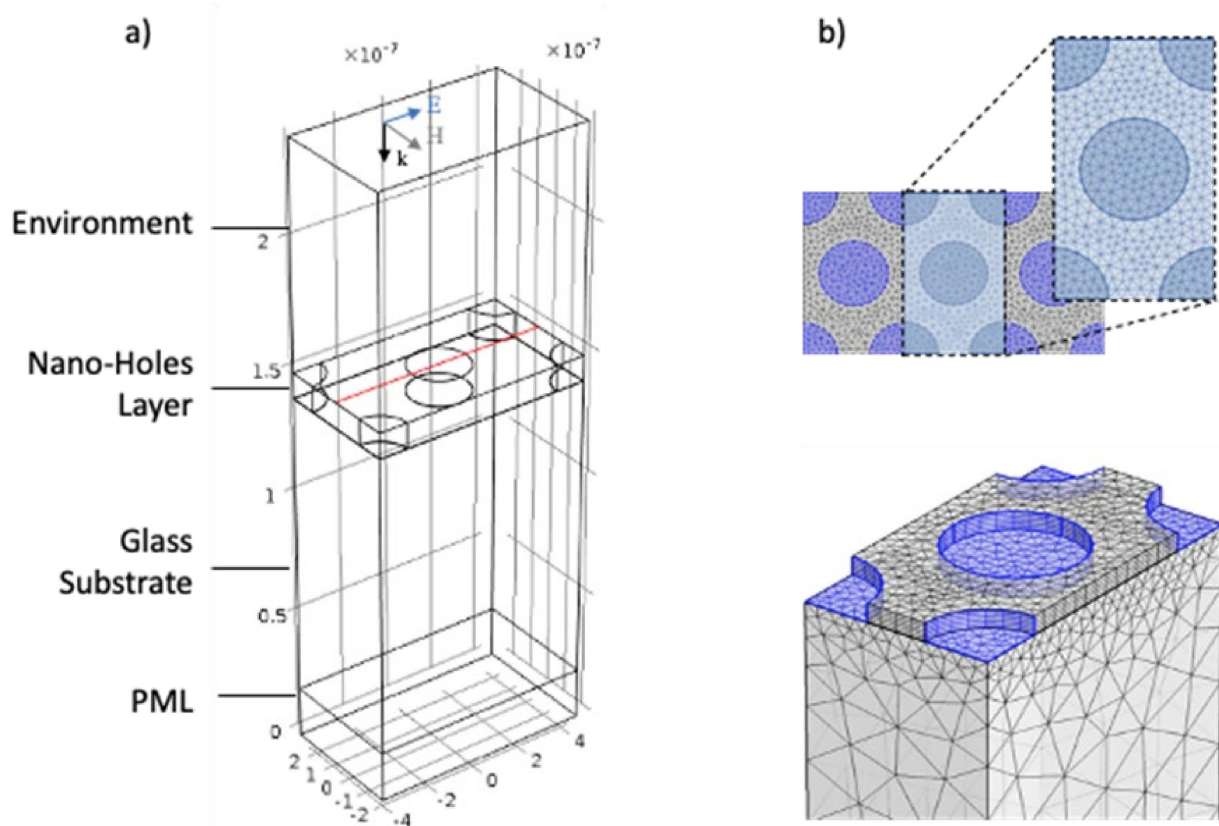 a)
×10⁻⁷
×10⁻⁷
E
H
k
Environment
2
Nano-Holes
Layer
1.5
1
Glass
Substrate
0.5
PML
0
2
1
0
-1
-2
-4
-2
0
2
4
b)